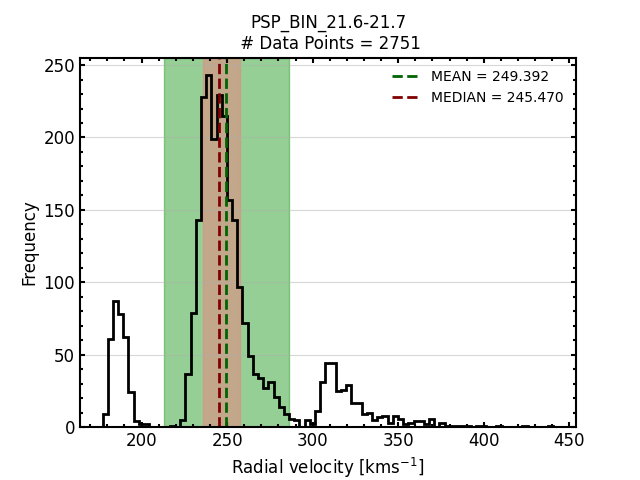 PSP_BIN_21.6-21.7
# Data Points = 2751
MEAN = 249.392
MEDIAN = 245.470
Frequency
250
200
150
100
50
0
200 250 300 350 400 450
Radial velocity [kms⁻¹]